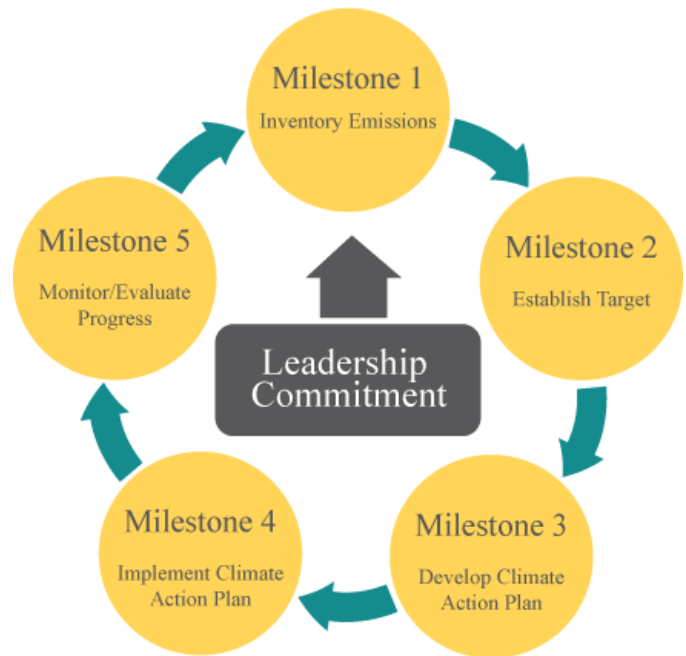 Milestone 1
Inventory Emissions
Milestone 2
Establish Target
Milestone 3
Develop Climate
Action Plan
Milestone 4
Implement Climate
Action Plan
Milestone 5
Monitor/Evaluate
Progress
Leadership
Commitment